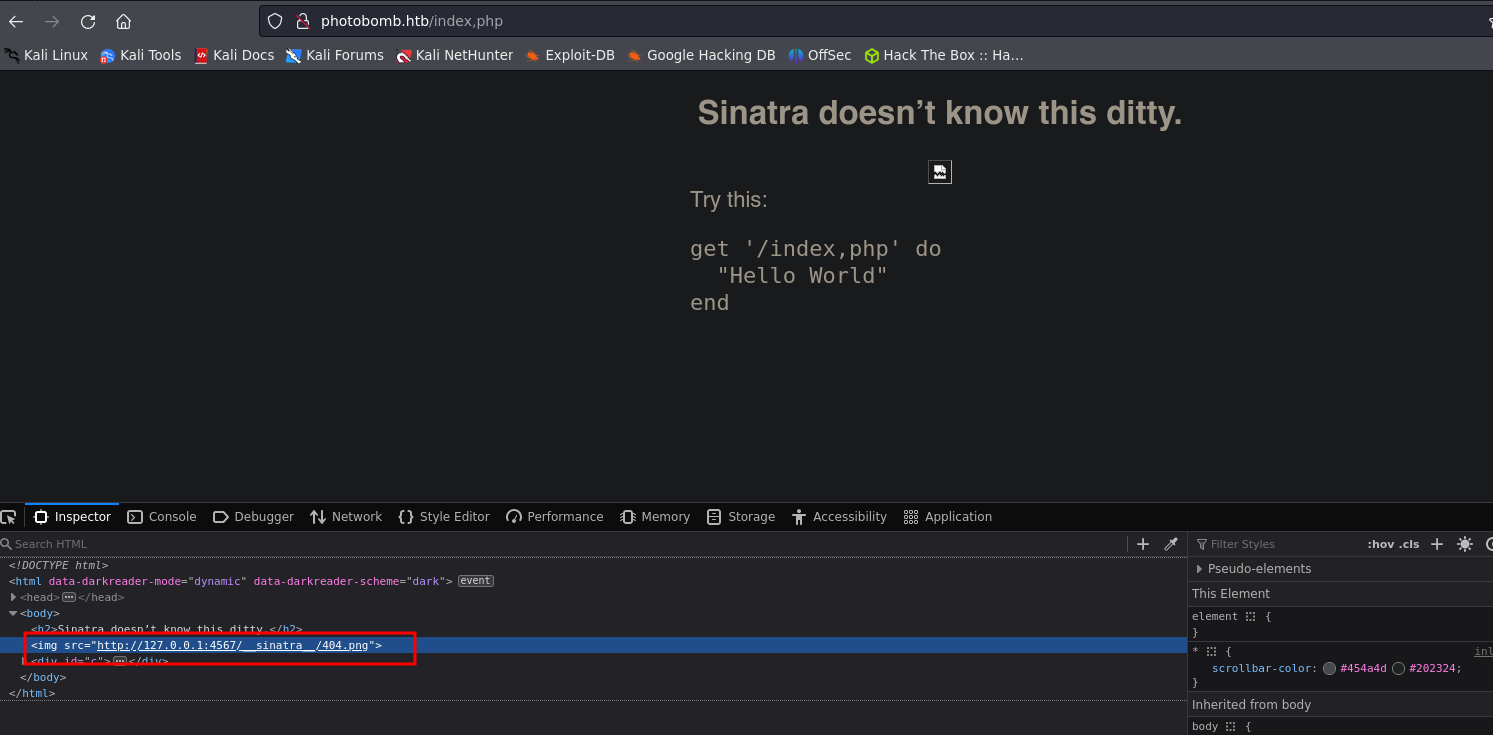 photobomb.htb/index,php
Kali Linux Kali Tools Kali Docs Kali Forums Kali NetHunter Exploit-DB Google Hacking DB OffSec Hack The Box :: Ha…
Sinatra doesn’t know this ditty.
Try this:
get '/index,php' do
"Hello World"
end
Inspector Console Debugger Network Style Editor Performance Memory Storage Accessibility Application
Search HTML
Filter Styles :hov .cls
<!DOCTYPE html>
<html data-darkreader-mode="dynamic" data-darkreader-scheme="dark"> event
<head> ••• </head>
<body>
<h2>Sinatra doesn’t know this ditty.</h2>
<img src="http://127.0.0.1:4567/__sinatra__/404.png">
<div id="c"> ••• </div>
</body>
</html>
Pseudo-elements
This Element
element {
}
* { inl
scrollbar-color: #454a4d #202324;
}
Inherited from body
body {